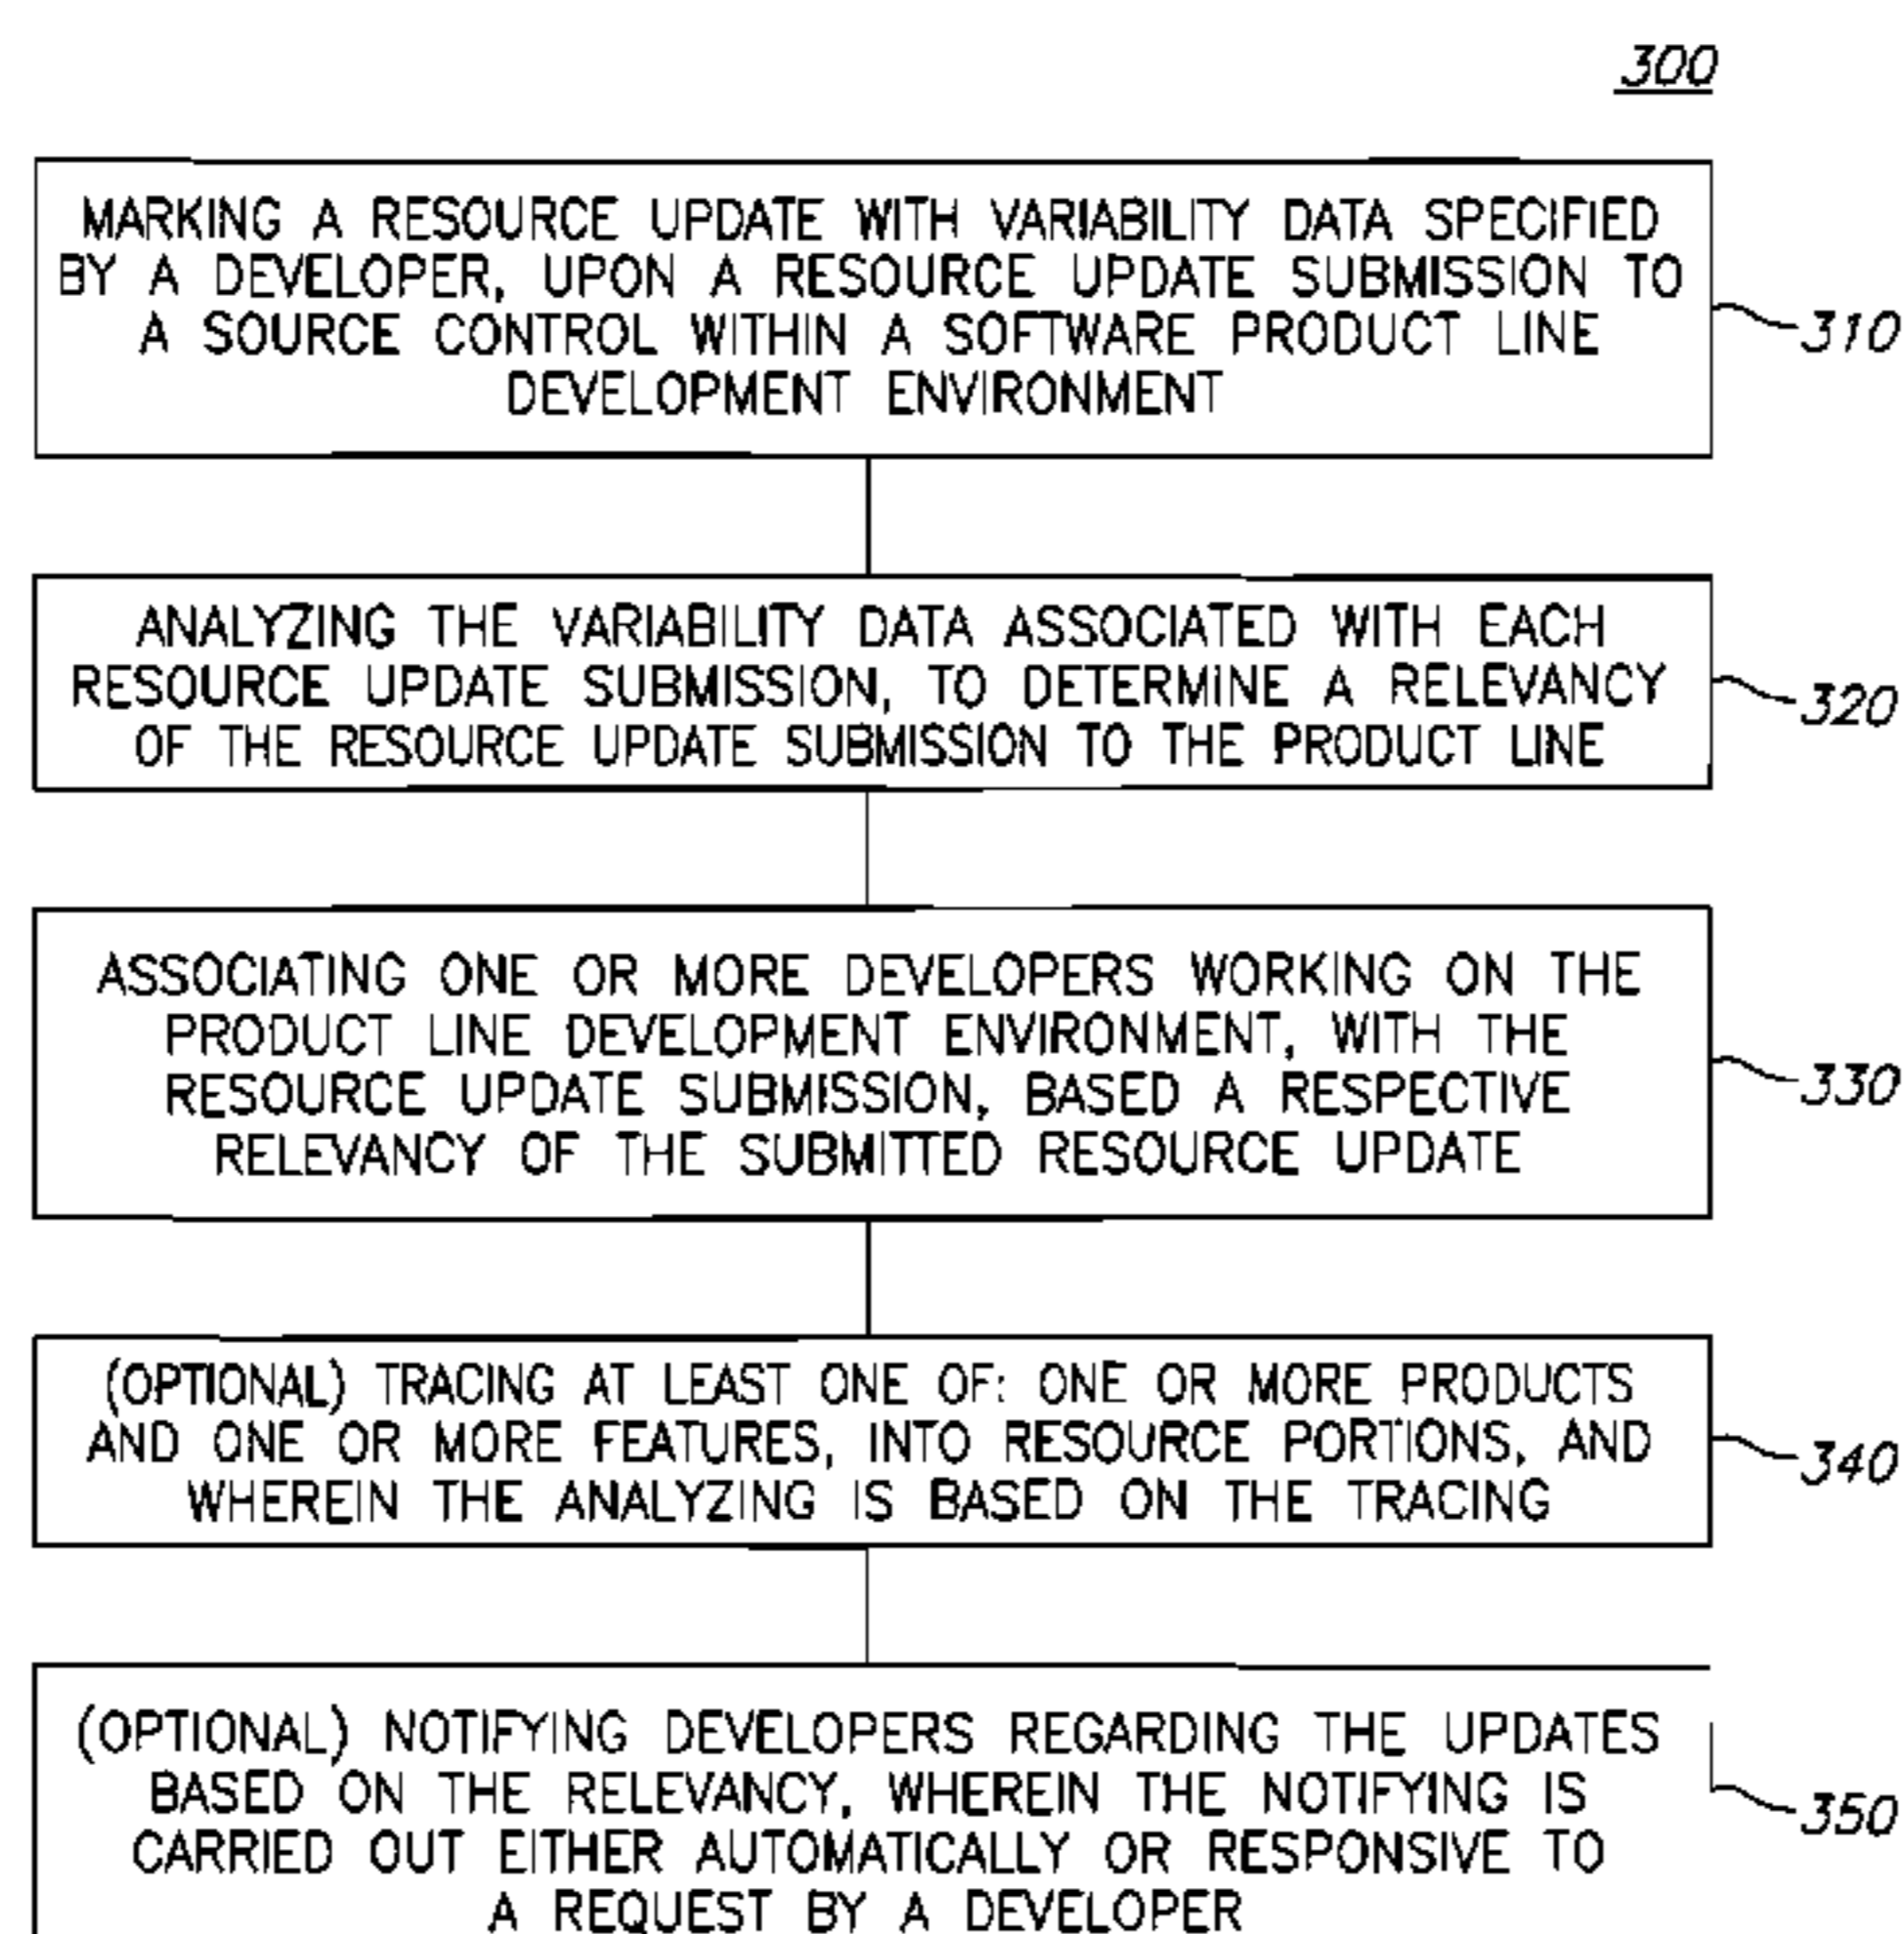 300
MARKING A RESOURCE UPDATE WITH VARIABILITY DATA SPECIFIED
BY A DEVELOPER, UPON A RESOURCE UPDATE SUBMISSION TO
A SOURCE CONTROL WITHIN A SOFTWARE PRODUCT LINE
DEVELOPMENT ENVIRONMENT
310
ANALYZING THE VARIABILITY DATA ASSOCIATED WITH EACH
RESOURCE UPDATE SUBMISSION, TO DETERMINE A RELEVANCY
OF THE RESOURCE UPDATE SUBMISSION TO THE PRODUCT LINE
320
ASSOCIATING ONE OR MORE DEVELOPERS WORKING ON THE
PRODUCT LINE DEVELOPMENT ENVIRONMENT, WITH THE
RESOURCE UPDATE SUBMISSION, BASED A RESPECTIVE
RELEVANCY OF THE SUBMITTED RESOURCE UPDATE
330
(OPTIONAL) TRACING AT LEAST ONE OF: ONE OR MORE PRODUCTS
AND ONE OR MORE FEATURES, INTO RESOURCE PORTIONS, AND
WHEREIN THE ANALYZING IS BASED ON THE TRACING
340
(OPTIONAL) NOTIFYING DEVELOPERS REGARDING THE UPDATES
BASED ON THE RELEVANCY, WHEREIN THE NOTIFYING IS
CARRIED OUT EITHER AUTOMATICALLY OR RESPONSIVE TO
A REQUEST BY A DEVELOPER
350